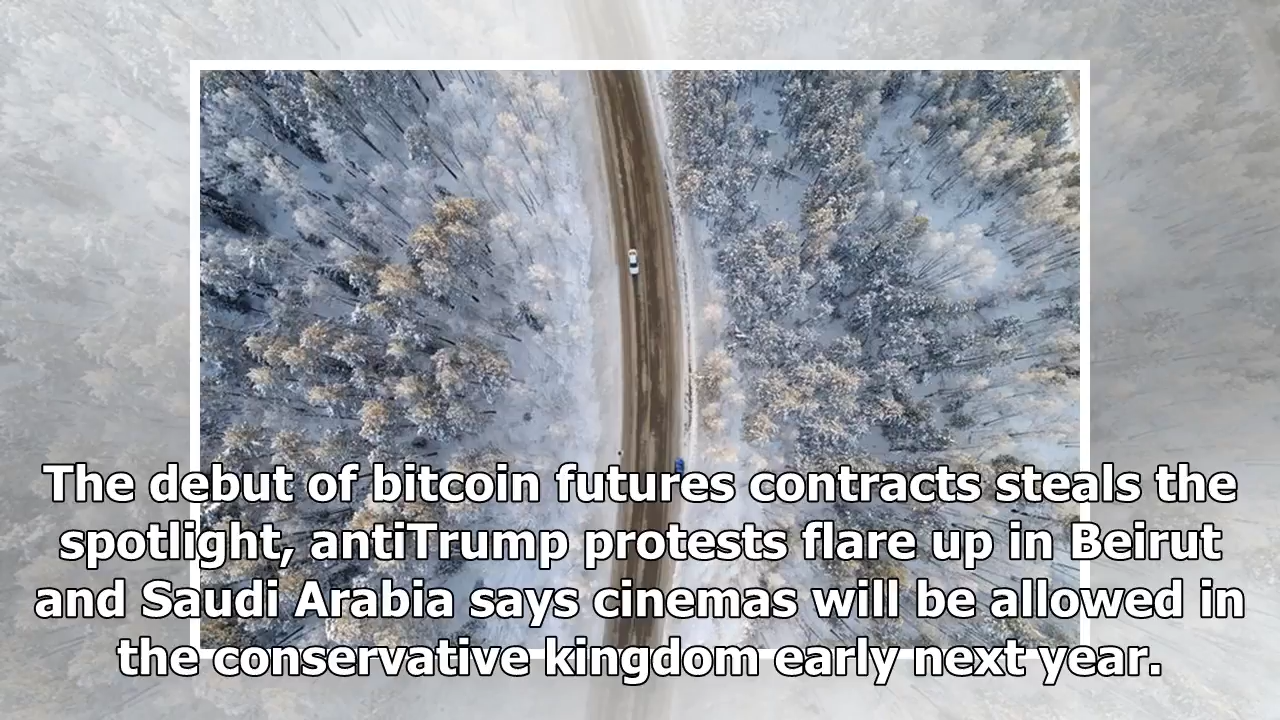 The debut of bitcoin futures contracts steals the
spotlight, antiTrump protests flare up in Beirut
and Saudi Arabia says cinemas will be allowed in
the conservative kingdom early next year.